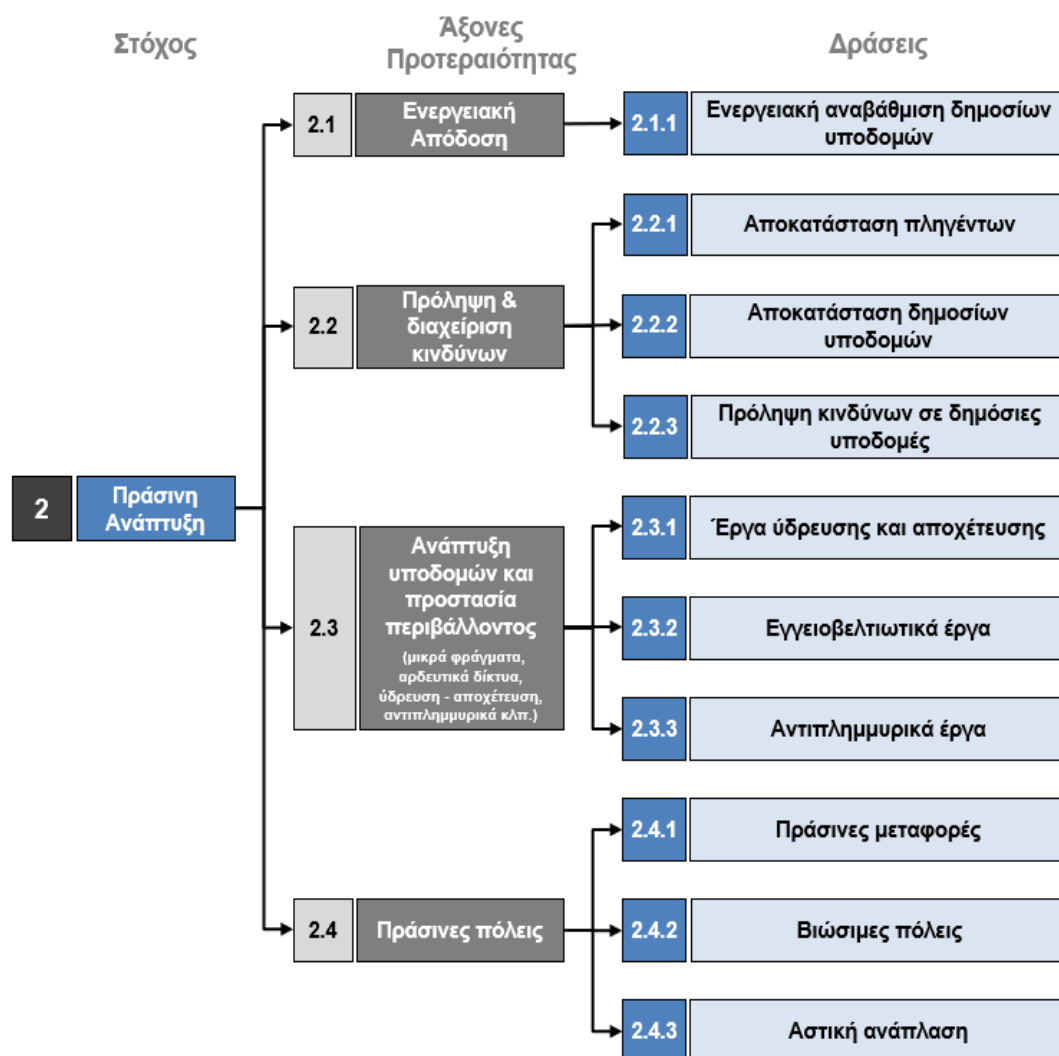 Στόχος
Άξονες
Προτεραιότητας
Δράσεις
2
Πράσινη
Ανάπτυξη
2.1
Ενεργειακή
Απόδοση
2.1.1
Ενεργειακή αναβάθμιση δημοσίων
υποδομών
2.2
Πρόληψη &
διαχείριση
κινδύνων
2.2.1
Αποκατάσταση πληγέντων
2.2.2
Αποκατάσταση δημοσίων
υποδομών
2.2.3
Πρόληψη κινδύνων σε δημόσιες
υποδομές
2.3
Ανάπτυξη
υποδομών και
προστασία
περιβάλλοντος
(μικρά φράγματα,
αρδευτικά δίκτυα,
ύδρευση - αποχέτευση,
αντιπλημμυρικά κλπ.)
2.3.1
Έργα ύδρευσης και αποχέτευσης
2.3.2
Εγγειοβελτιωτικά έργα
2.3.3
Αντιπλημμυρικά έργα
2.4
Πράσινες πόλεις
2.4.1
Πράσινες μεταφορές
2.4.2
Βιώσιμες πόλεις
2.4.3
Αστική ανάπλαση